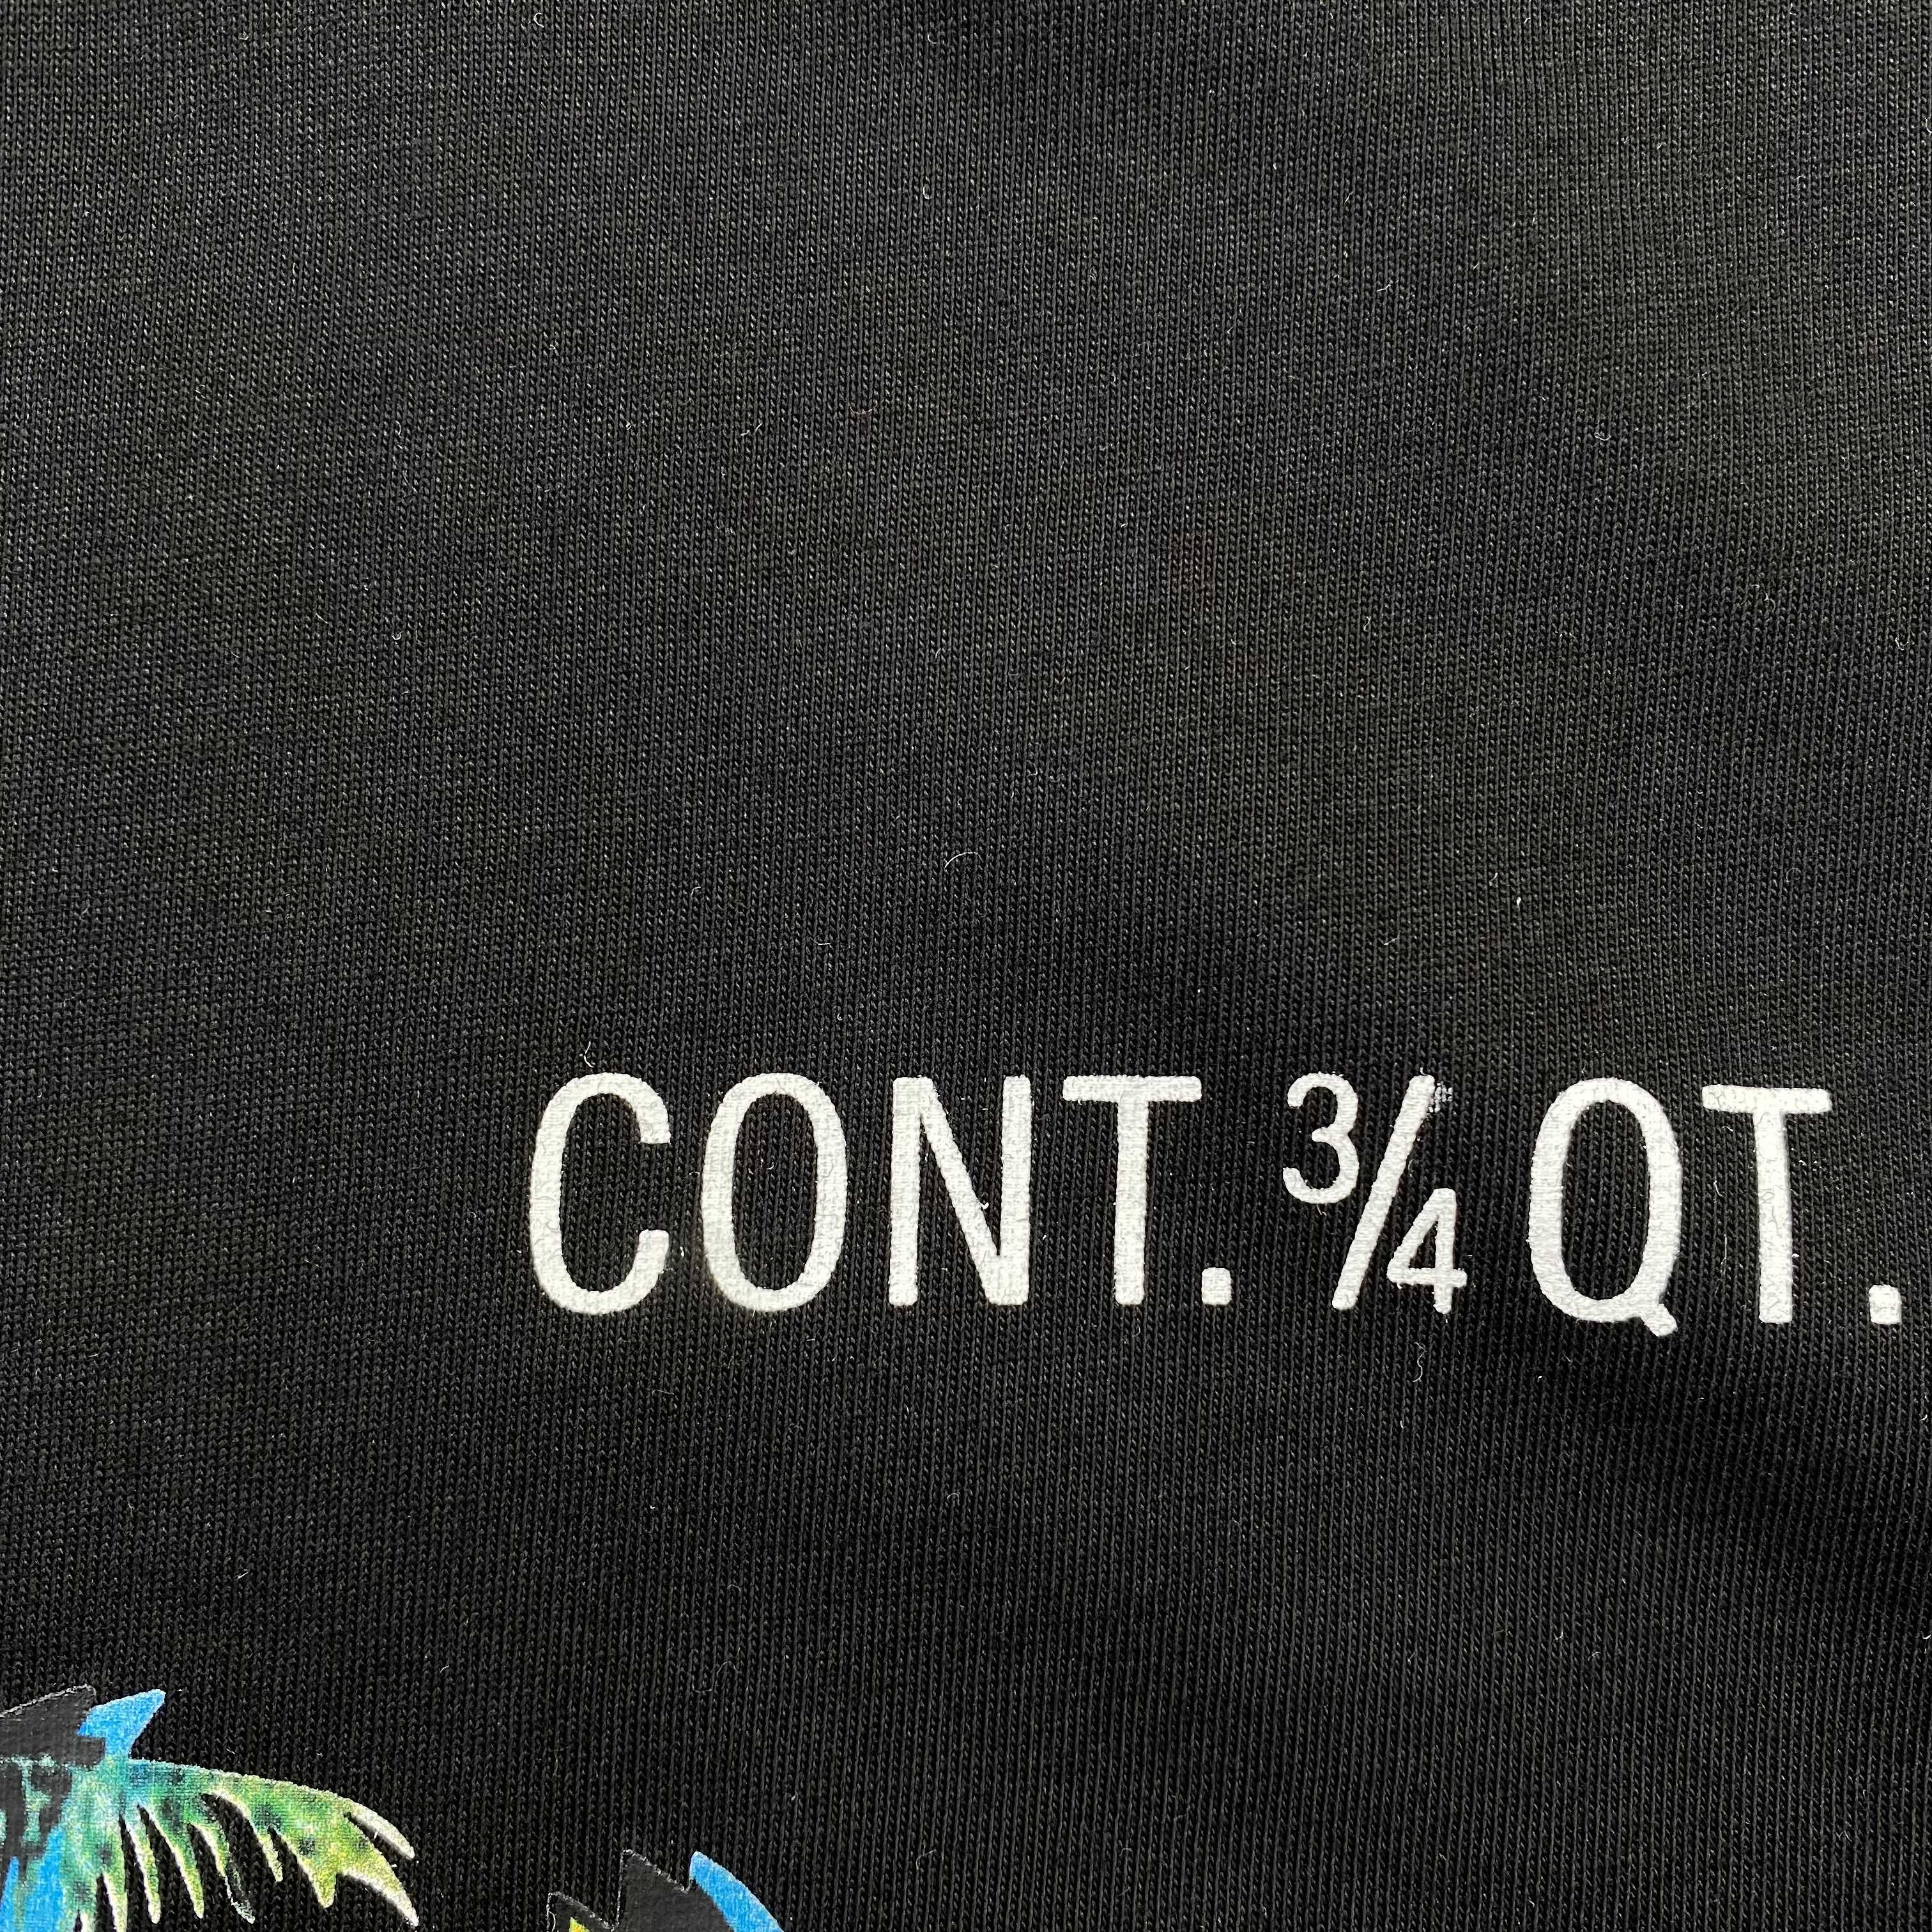 CONT. ¾ QT.